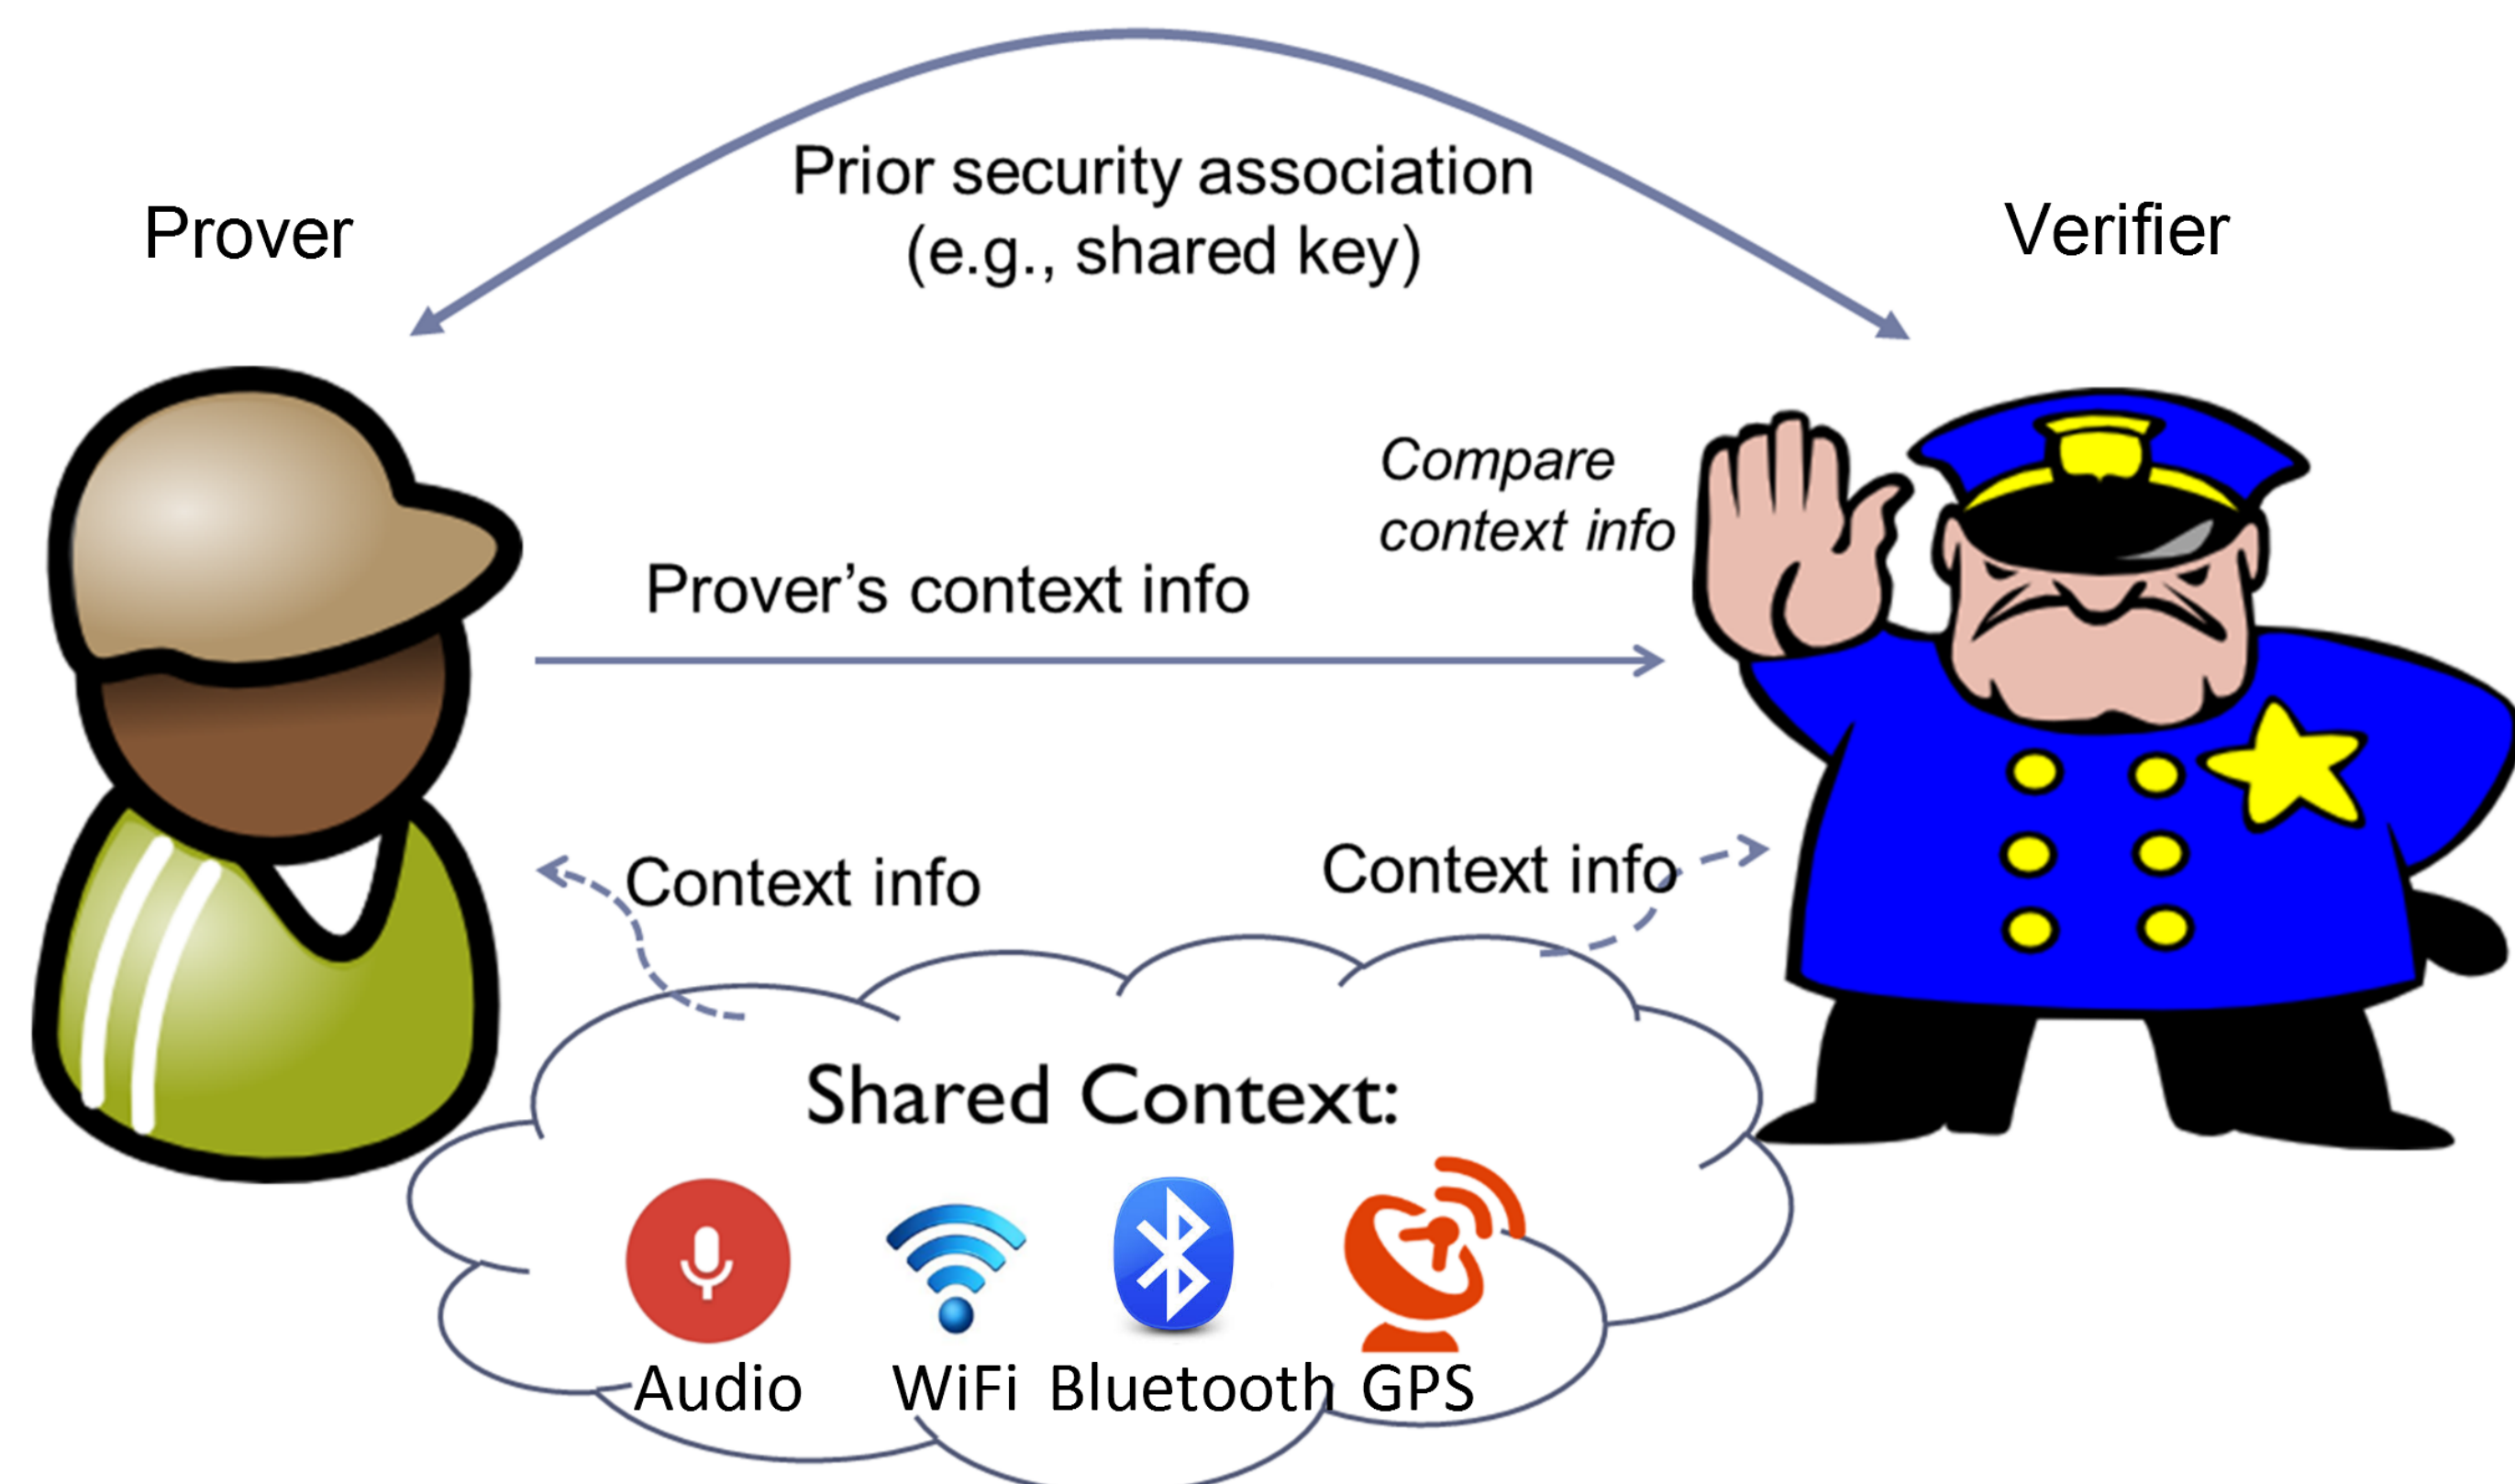 Prior security association
(e.g., shared key)
Prover
Verifier
Compare
context info
Prover’s context info
Context info
Context info
Shared Context:
Audio
WiFi
Bluetooth
GPS